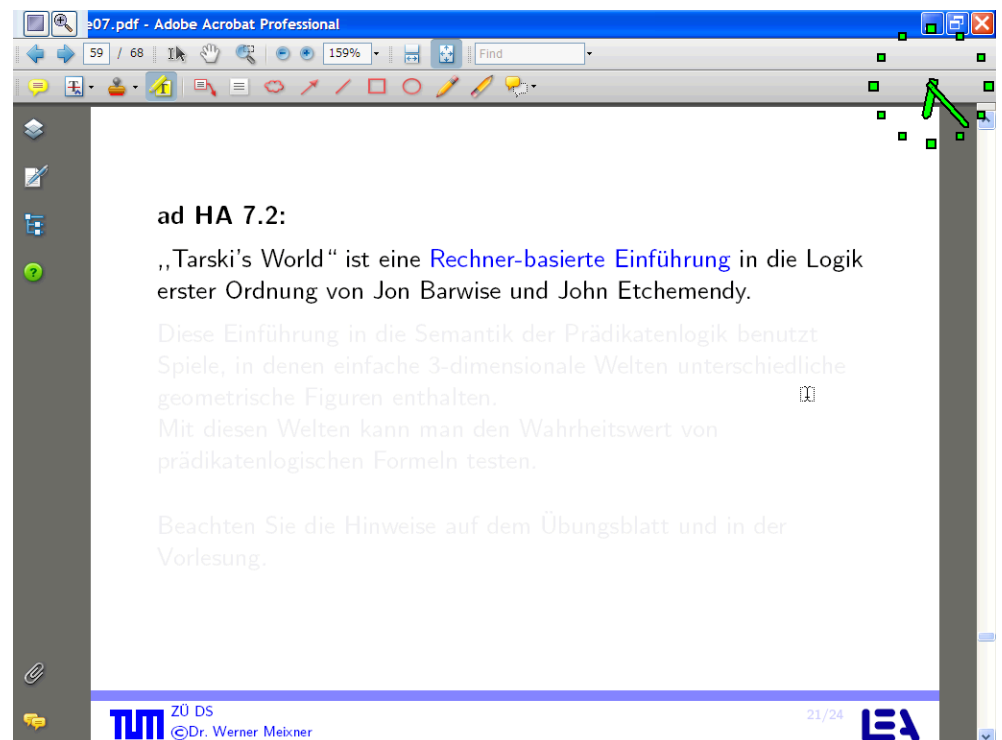 e07.pdf - Adobe Acrobat Professional
59 / 68 159% Find
ad HA 7.2:
,,Tarski's World“ ist eine Rechner-basierte Einführung in die Logik
erster Ordnung von Jon Barwise und John Etchemendy.
Diese Einführung in die Semantik der Prädikatenlogik benutzt
Spiele, in denen einfache 3-dimensionale Welten unterschiedliche
geometrische Figuren enthalten.
Mit diesen Welten kann man den Wahrheitswert von
prädikatenlogischen Formeln testen.
Beachten Sie die Hinweise auf dem Übungsblatt und in der
Vorlesung.
TUM ZÜ DS 21/24 LEA
©Dr. Werner Meixner